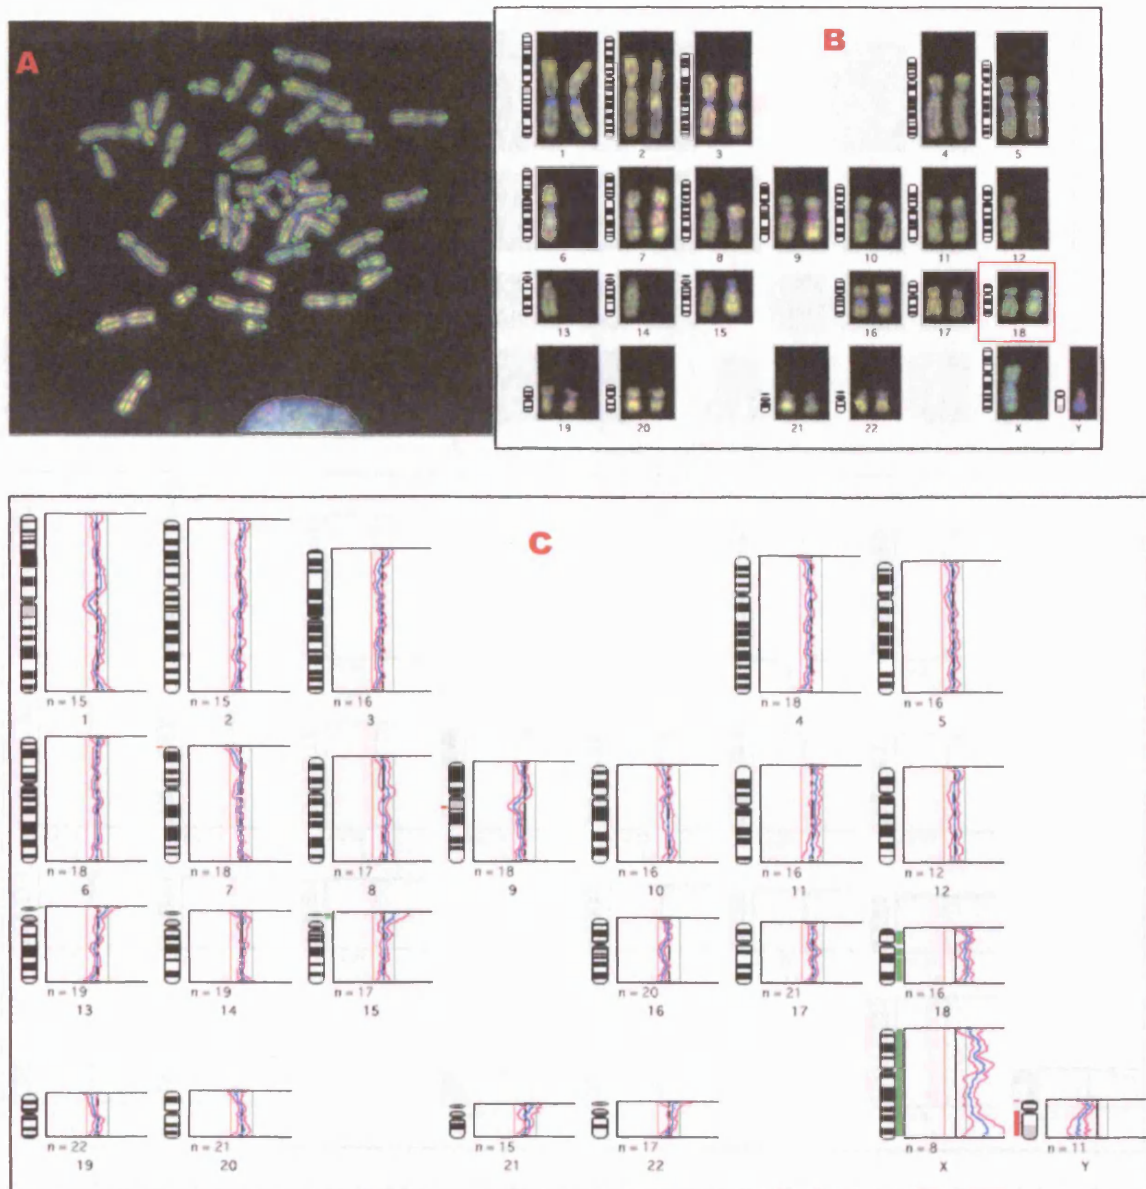 A
B
1 2 3 4 5
6 7 8 9 10 11 12
13 14 15 16 17 18
19 20 21 22 X Y
C
n=15 n=15 n=16 n=18 n=16
1 2 3 4 5
n=18 n=18 n=17 n=18 n=16 n=16 n=12
6 7 8 9 10 11 12
n=19 n=19 n=17 n=20 n=21 n=16
13 14 15 16 17 18
n=22 n=21 n=15 n=17 n=8 n=11
19 20 21 22 X Y